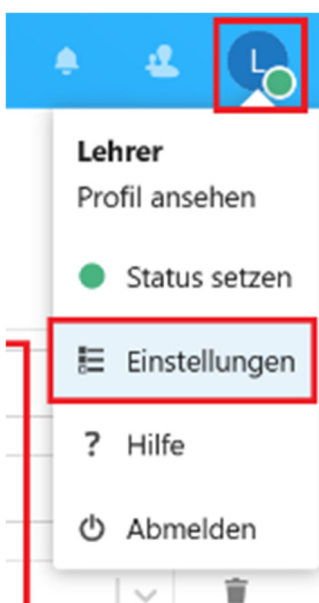 L
Lehrer
Profil ansehen
Status setzen
Einstellungen
? Hilfe
Abmelden